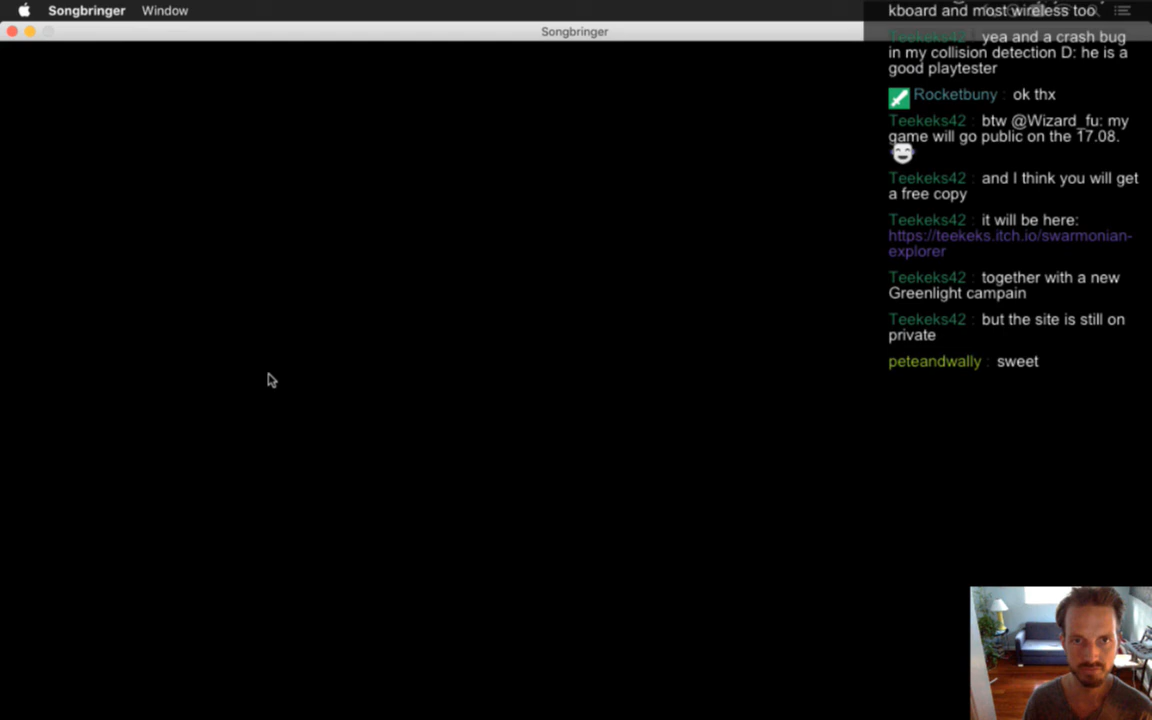 Songbringer Window
Songbringer
kboard and most wireless too
Teekeks42 : yea and a crash bug
in my collision detection D: he is a
good playtester
Rocketbuny : ok thx
Teekeks42 : btw @Wizard_fu: my
game will go public on the 17.08.
Teekeks42 : and I think you will get
a free copy
Teekeks42 : it will be here:
https://teekeks.itch.io/swarmonian-
explorer
Teekeks42 : together with a new
Greenlight campain
Teekeks42 : but the site is still on
private
peteandwally : sweet